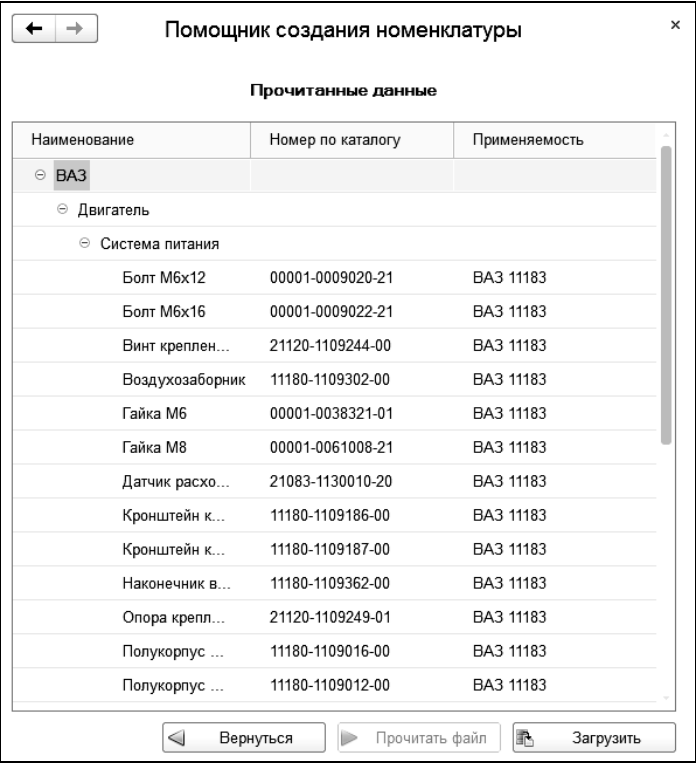 Помощник создания номенклатуры
Прочитанные данные
Наименование Номер по каталогу Применяемость
ВАЗ
Двигатель
Система питания
Болт М6х12 00001-0009020-21 ВАЗ 11183
Болт М6х16 00001-0009022-21 ВАЗ 11183
Винт креплен... 21120-1109244-00 ВАЗ 11183
Воздухозаборник 11180-1109302-00 ВАЗ 11183
Гайка М6 00001-0038321-01 ВАЗ 11183
Гайка М8 00001-0061008-21 ВАЗ 11183
Датчик расхо... 21083-1130010-20 ВАЗ 11183
Кронштейн к... 11180-1109186-00 ВАЗ 11183
Кронштейн к... 11180-1109187-00 ВАЗ 11183
Наконечник в... 11180-1109362-00 ВАЗ 11183
Опора крепл... 21120-1109249-01 ВАЗ 11183
Полукорпус ... 11180-1109016-00 ВАЗ 11183
Полукорпус ... 11180-1109012-00 ВАЗ 11183
Вернуться Прочитать файл Загрузить